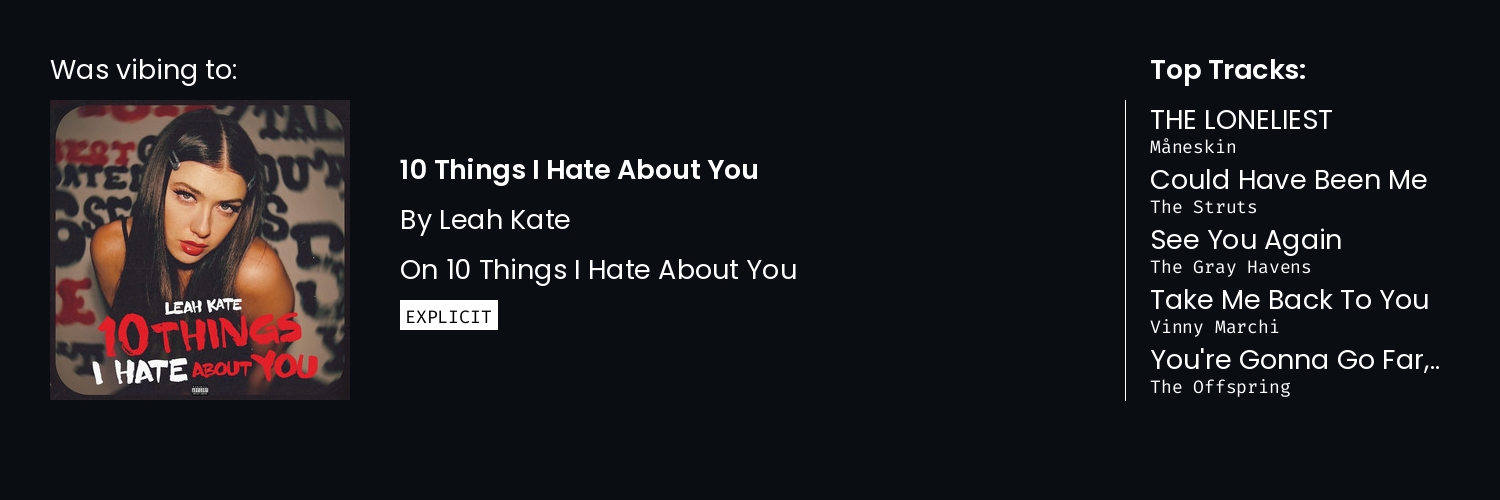 Was vibing to:
LEAH KATE
10 THINGS
I HATE ABOUT YOU
10 Things I Hate About You
By Leah Kate
On 10 Things I Hate About You
EXPLICIT
Top Tracks:
THE LONELIEST
Måneskin
Could Have Been Me
The Struts
See You Again
The Gray Havens
Take Me Back To You
Vinny Marchi
You're Gonna Go Far,..
The Offspring